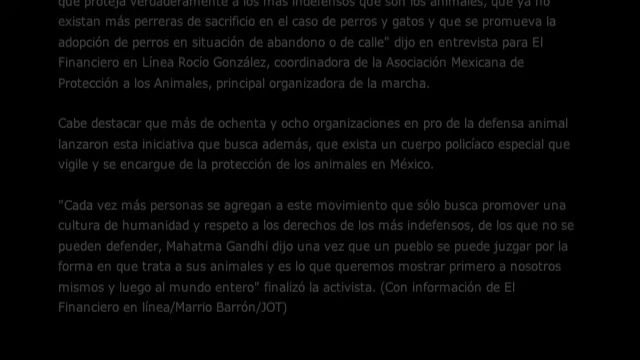 que proteja verdaderamente a los más indefensos que son los animales, que ya no
existan más perreras de sacrificio en el caso de perros y gatos y que se promueva la
adopción de perros en situación de abandono o de calle" dijo en entrevista para El
Financiero en Línea Rocío González, coordinadora de la Asociación Mexicana de
Protección a los Animales, principal organizadora de la marcha.

Cabe destacar que más de ochenta y ocho organizaciones en pro de la defensa animal
lanzaron esta iniciativa que busca además, que exista un cuerpo policíaco especial que
vigile y se encargue de la protección de los animales en México.

"Cada vez más personas se agregan a este movimiento que sólo busca promover una
cultura de humanidad y respeto a los derechos de los más indefensos, de los que no se
pueden defender, Mahatma Gandhi dijo una vez que un pueblo se puede juzgar por la
forma en que trata a sus animales y es lo que queremos mostrar primero a nosotros
mismos y luego al mundo entero" finalizó la activista. (Con información de El
Financiero en línea/Marrio Barrón/JOT)